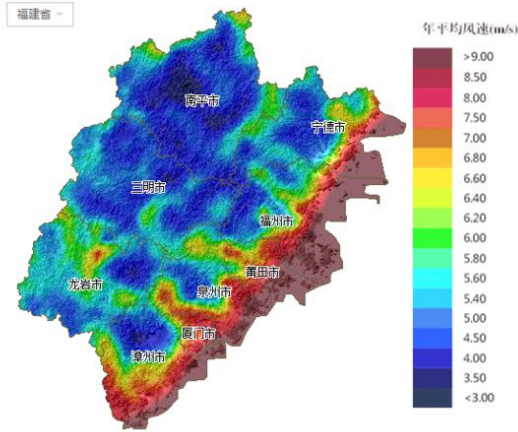 福建省
年平均风速(m/s)
>9.00
8.50
8.00
7.50
7.00
6.80
6.60
6.40
6.20
6.00
5.80
5.60
5.40
5.00
4.50
4.00
3.50
<3.00
南平市
宁德市
三明市
福州市
莆田市
龙岩市
泉州市
厦门市
漳州市